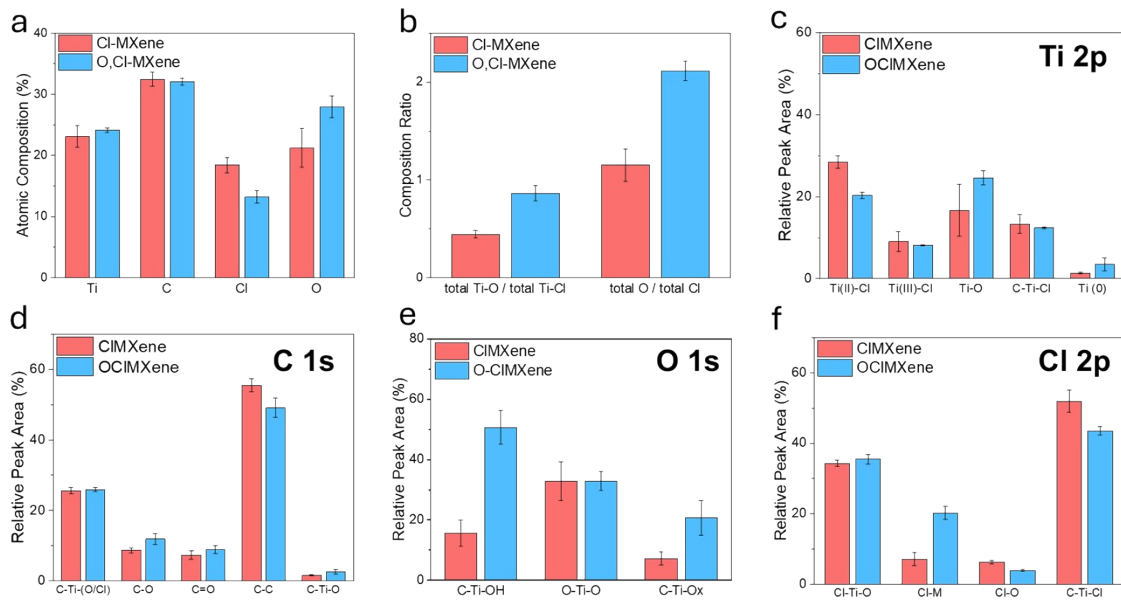 a
Atomic Composition (%)
40
30
20
10
0
Cl-MXene
O,Cl-MXene
Ti C Cl O
b
Composition Ratio
2
1
0
Cl-MXene
O,Cl-MXene
total Ti-O / total Ti-Cl total O / total Cl
c
Relative Peak Area (%)
60
40
20
0
ClMXene
OClMXene
Ti 2p
Ti(II)-Cl Ti(III)-Cl Ti-O C-Ti-Cl Ti (0)
d
Relative Peak Area (%)
60
40
20
0
ClMXene
OClMXene
C 1s
C-Ti-(O/Cl) C-O C=O C-C C-Ti-O
e
Relative Peak Area (%)
80
60
40
20
0
ClMXene
O-ClMXene
O 1s
C-Ti-OH O-Ti-O C-Ti-Ox
f
Relative Peak Area (%)
60
40
20
0
ClMXene
OClMXene
Cl 2p
Cl-Ti-O Cl-M Cl-O C-Ti-Cl